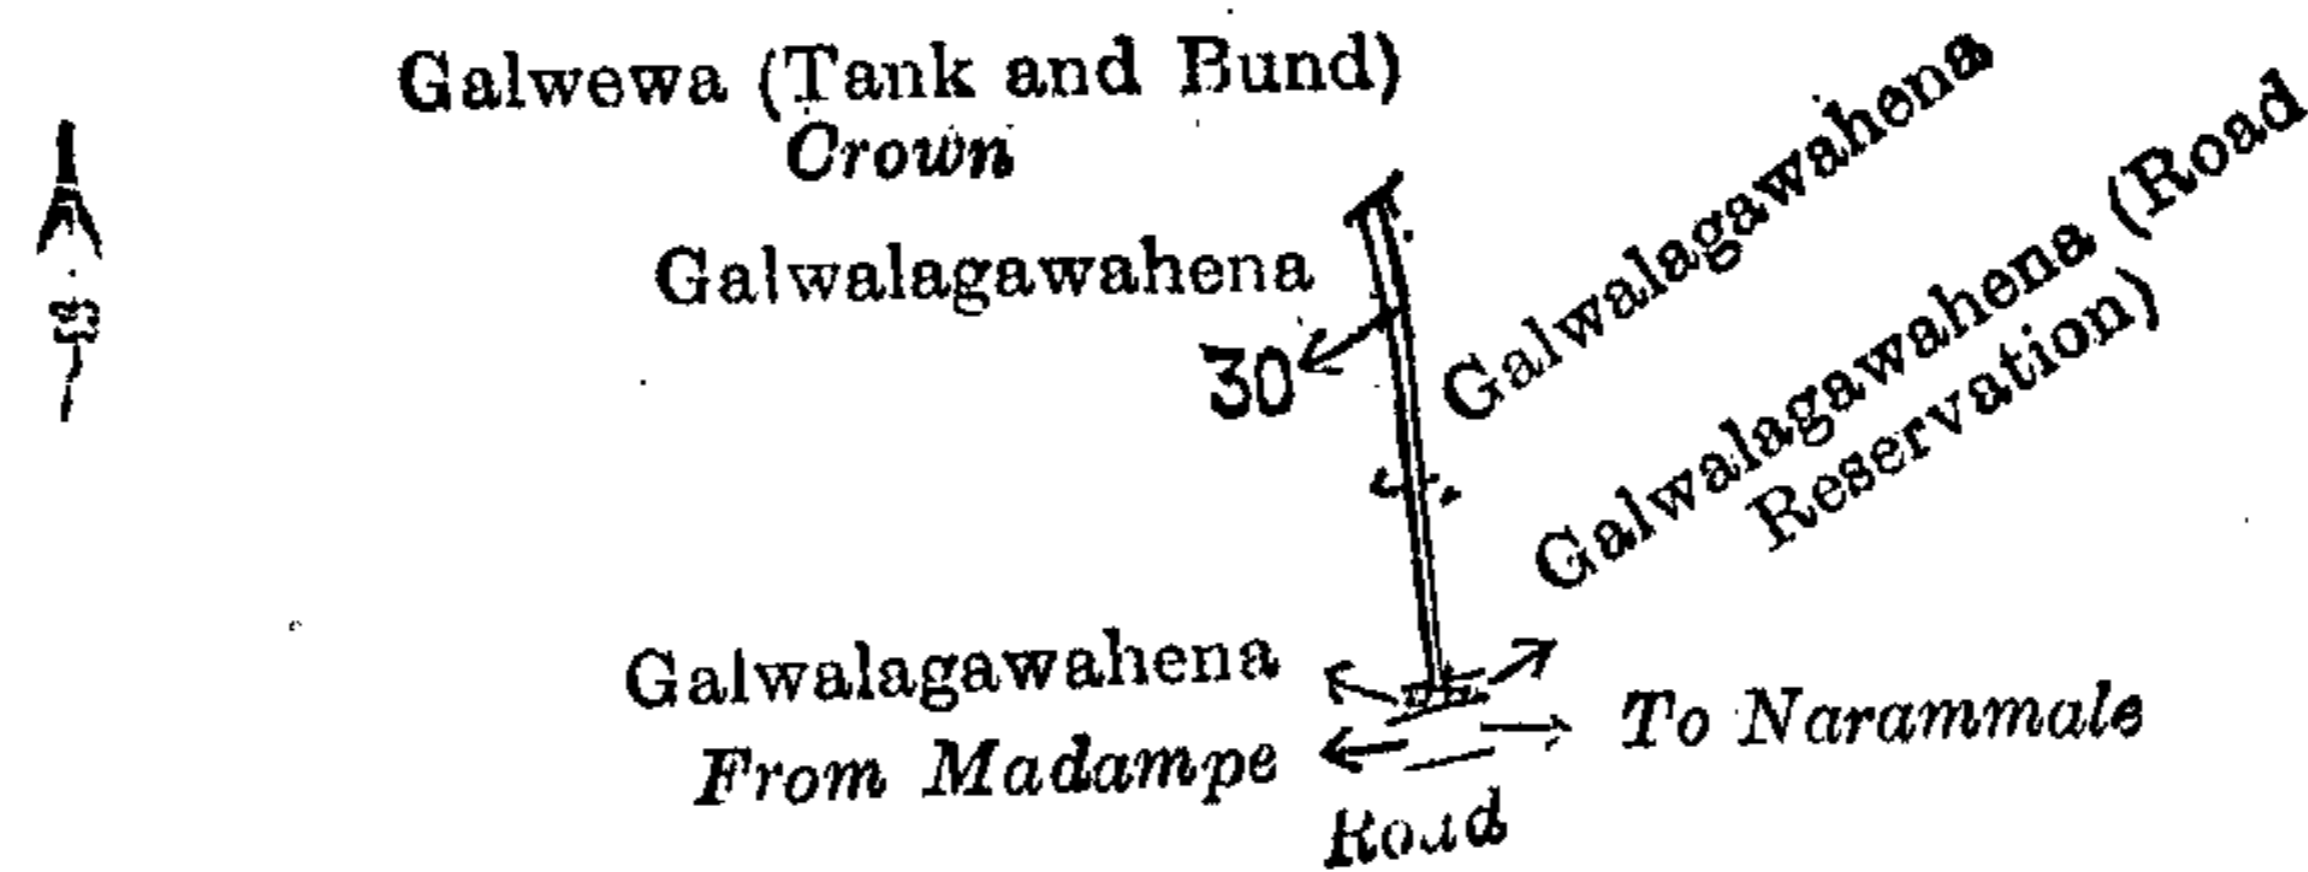 Galwewa (Tank and Bund)
Crown
Galwalagawahena
30
Galwalagawahena
Galwalagawahena (Road
Reservation)
Galwalagawahena
From Madampe
To Narammale
Road